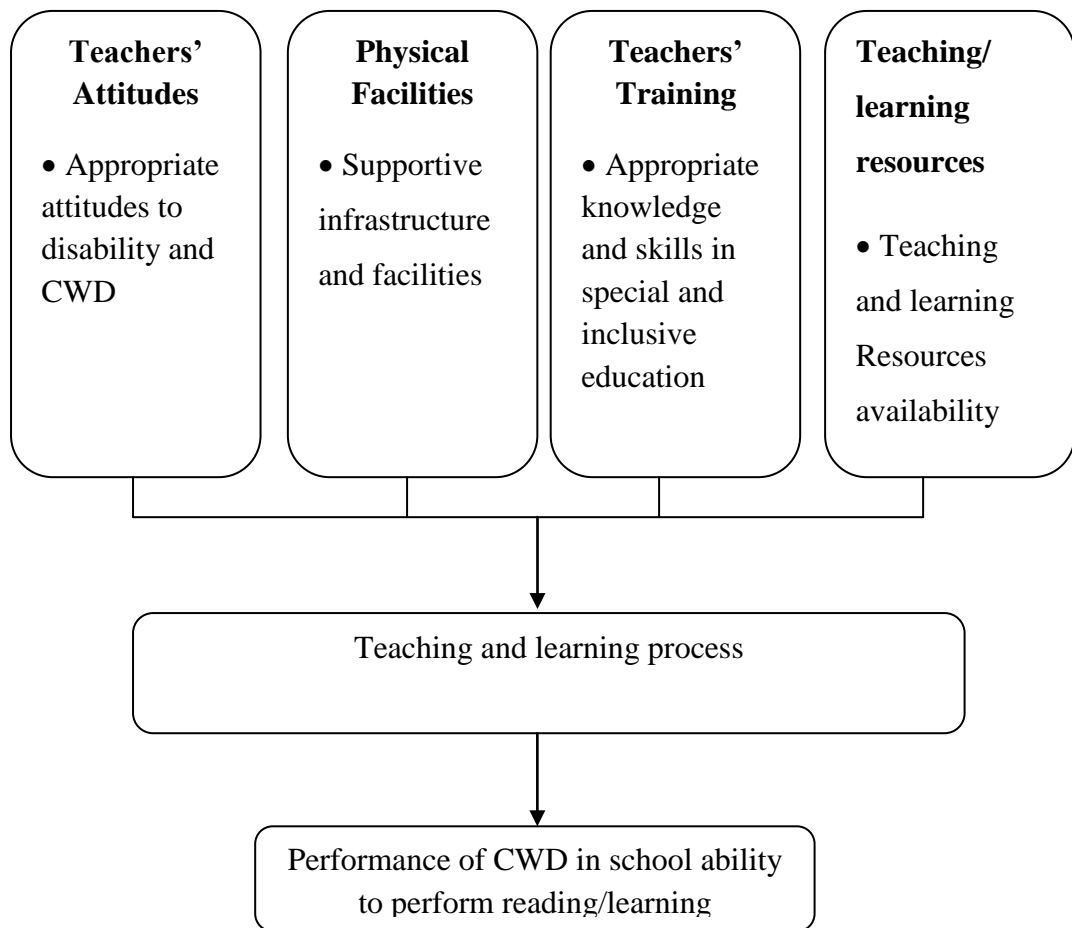 Teachers’
Attitudes
• Appropriate
attitudes to
disability and
CWD
Physical
Facilities
• Supportive
infrastructure
and facilities
Teachers’
Training
• Appropriate
knowledge
and skills in
special and
inclusive
education
Teaching/
learning
resources
• Teaching
and learning
Resources
availability
Teaching and learning process
Performance of CWD in school ability
to perform reading/learning